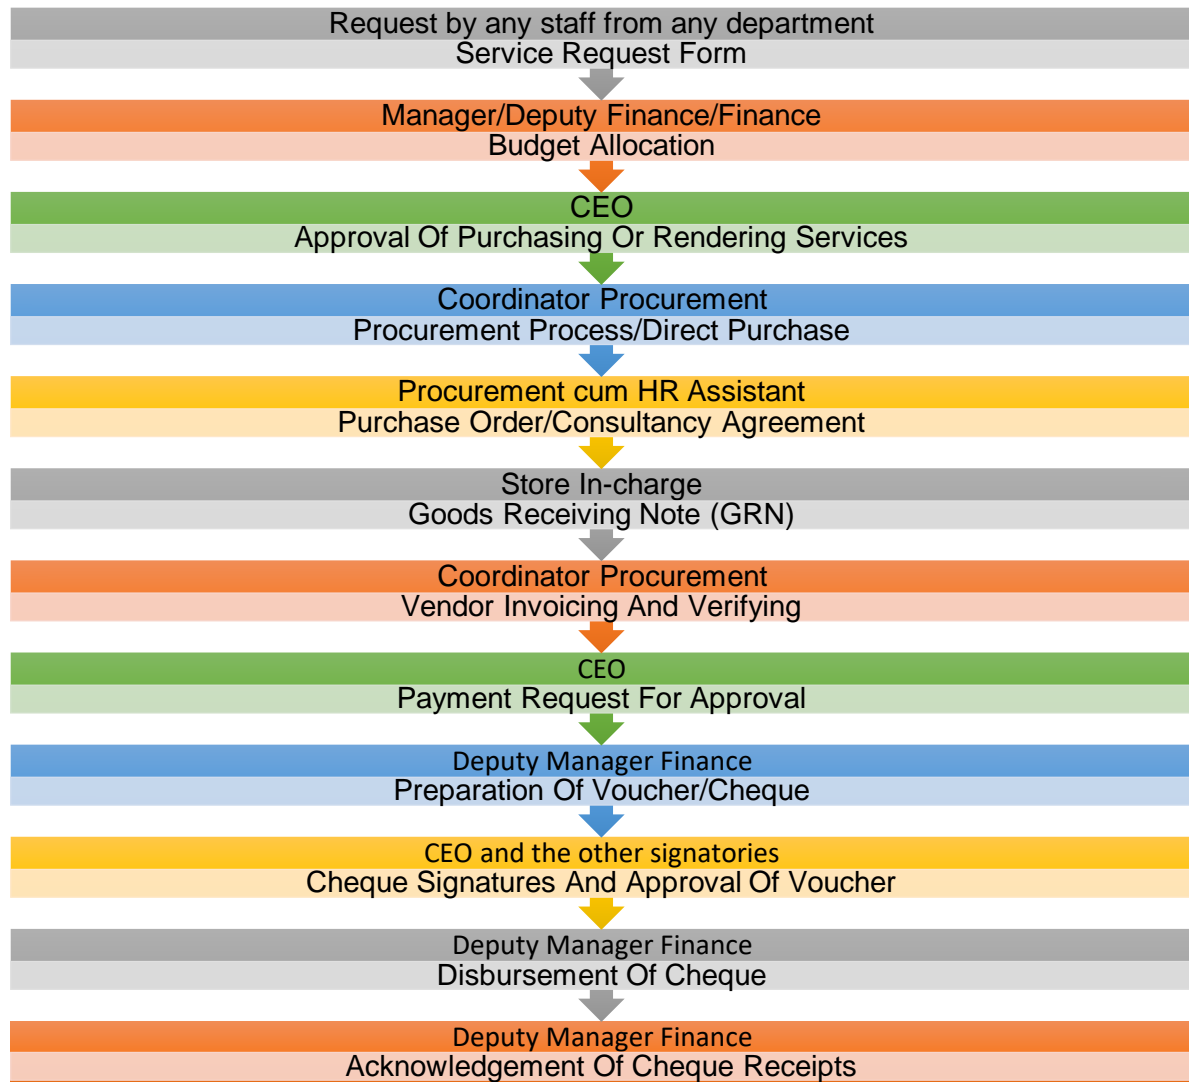 Request by any staff from any department
Service Request Form
Manager/Deputy Finance/Finance
Budget Allocation
CEO
Approval Of Purchasing Or Rendering Services
Coordinator Procurement
Procurement Process/Direct Purchase
Procurement cum HR Assistant
Purchase Order/Consultancy Agreement
Store In-charge
Goods Receiving Note (GRN)
Coordinator Procurement
Vendor Invoicing And Verifying
CEO
Payment Request For Approval
Deputy Manager Finance
Preparation Of Voucher/Cheque
CEO and the other signatories
Cheque Signatures And Approval Of Voucher
Deputy Manager Finance
Disbursement Of Cheque
Deputy Manager Finance
Acknowledgement Of Cheque Receipts